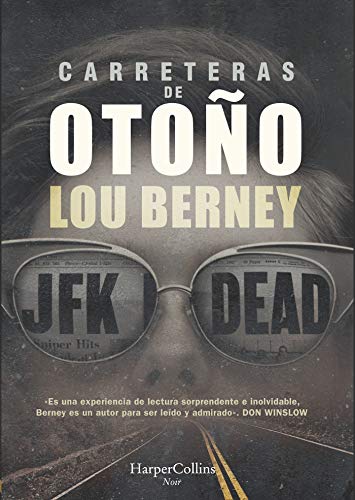 CARRETERAS
DE
OTOÑO
LOU BERNEY
JFK DEAD
Sniper Hits
«Es una experiencia de lectura sorprendente e inolvidable,
Berney es un autor para ser leído y admirado». DON WINSLOW
HarperCollins
Noir